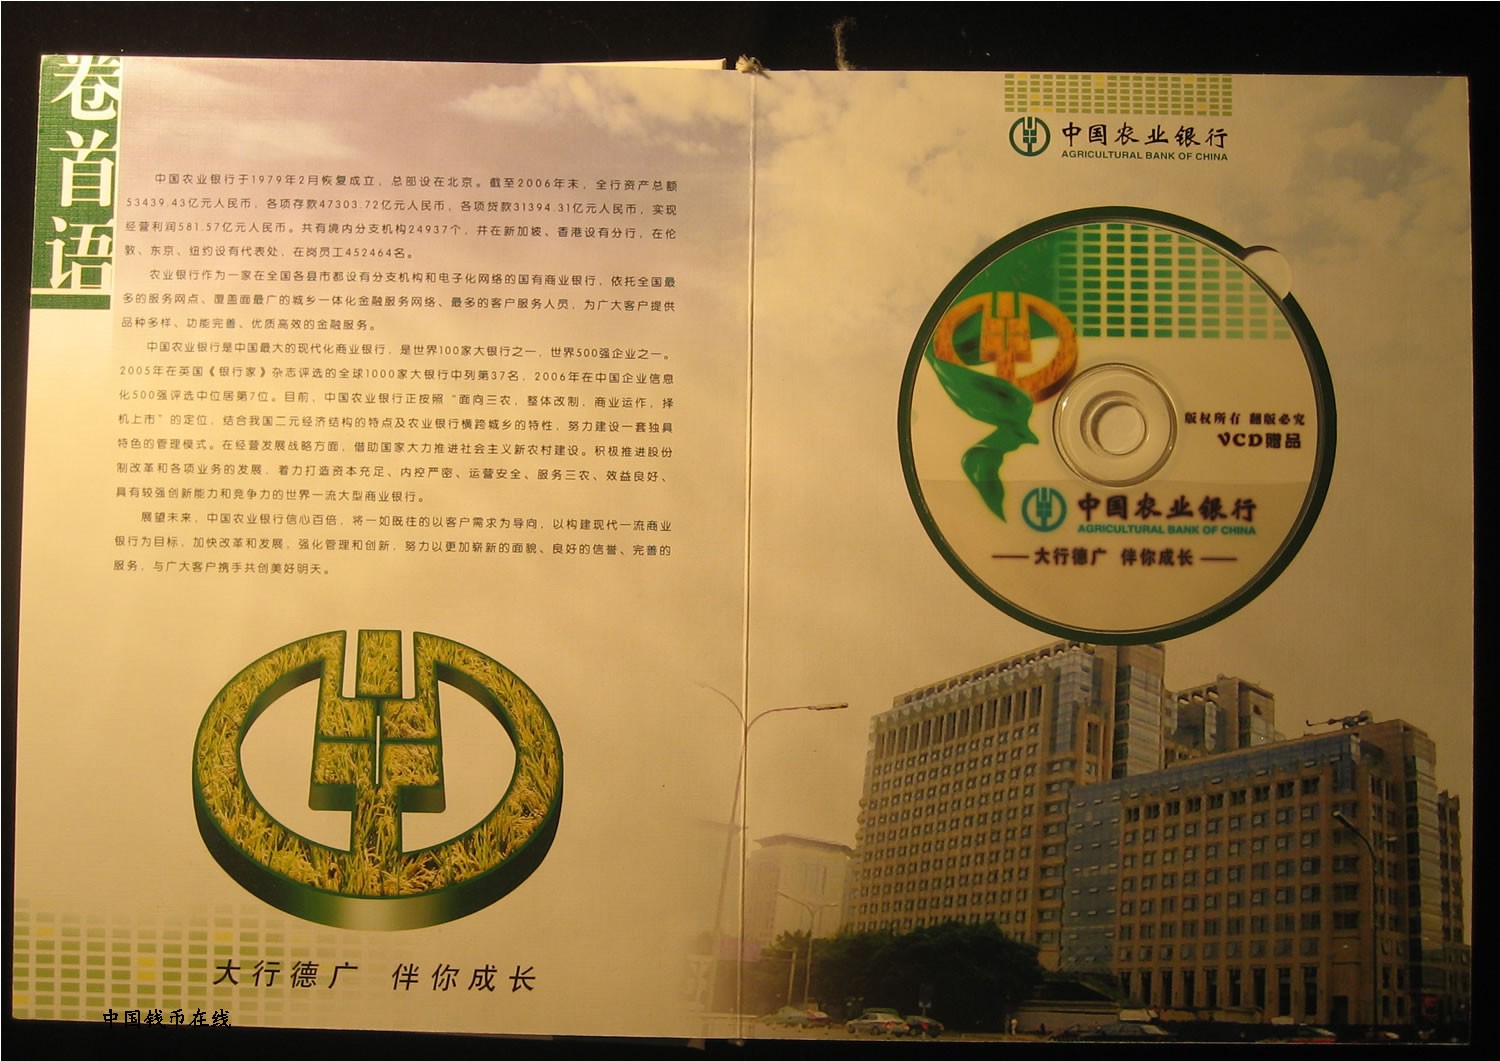 卷首语
中国农业银行于1979年2月恢复成立，总部设在北京。截至2006年末，全行资产总额
53439.43亿元人民币，各项存款47303.72亿元人民币，各项贷款31394.31亿元人民币，实现
经营利润581.57亿元人民币。共有境内分支机构24937个，并在新加坡、香港设有分行，在伦
敦、东京、纽约设有代表处，在岗员工452464名。
农业银行作为一家在全国各县市都设有分支机构和电子化网络的国有商业银行，依托全国最
多的服务网点、覆盖面最广的城乡一体化金融服务网络、最多的客户服务人员，为广大客户提供
品种多样、功能完善、优质高效的金融服务。
中国农业银行是中国最大的现代化商业银行，是世界100家大银行之一，世界500强企业之一。
2005年在英国《银行家》杂志评选的全球1000家大银行中列第37名，2006年在中国企业信息
化500强评选中位居第7位。目前，中国农业银行正按照“面向三农，整体改制，商业运作，择
机上市”的定位，结合我国二元经济结构的特点及农业银行横跨城乡的特性，努力建设一套独具
特色的管理模式。在经营发展战略方面，借助国家大力推进社会主义新农村建设。积极推进股份
制改革和各项业务的发展，着力打造资本充足、内控严密、运营安全、服务三农、效益良好、
具有较强创新能力和竞争力的世界一流大型商业银行。
展望未来，中国农业银行信心百倍，将一如既往的以客户需求为导向，以构建现代一流商业
银行为目标，加快改革和发展，强化管理和创新，努力以更加崭新的面貌、良好的信誉、完善的
服务，与广大客户携手共创美好明天。
大行德广 伴你成长
中国钱币在线
中国农业银行
AGRICULTURAL BANK OF CHINA
版权所有 翻版必究
VCD赠品
中国农业银行
AGRICULTURAL BANK OF CHINA
——大行德广 伴你成长——